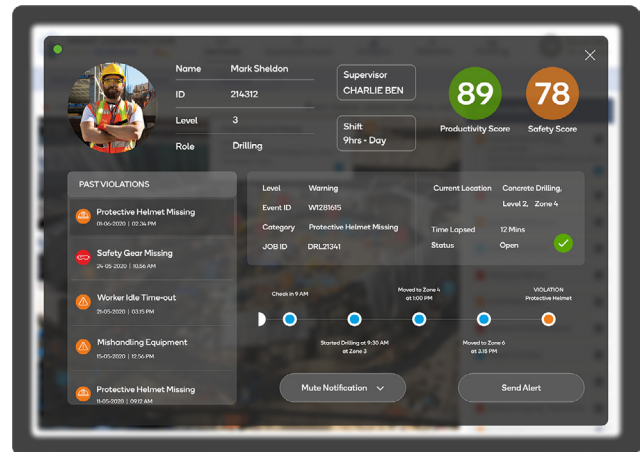 Name Mark Sheldon
ID 214312
Level 3
Role Drilling
Supervisor
CHARLIE BEN
Shift
9hrs - Day
89
Productivity Score
78
Safety Score
PAST VIOLATIONS
Protective Helmet Missing
01-06-2020 | 02:34 PM
Safety Gear Missing
24-05-2020 | 10.56 AM
Worker Idle Time-out
21-05-2020 | 03.15 PM
Mishandling Equipment
15-05-2020 | 12:56 PM
Protective Helmet Missing
11-05-2020 | 09.12 AM
Level Warning
Event ID W1281615
Category Protective Helmet Missing
JOB ID DRL21341
Current Location Concrete Drilling,
Level 2, Zone 4
Time Lapsed 12 Mins
Status Open
Check in 9 AM
Started Drilling at 9:30 AM
at Zone 3
Moved to Zone 4
at 1:00 PM
Moved to Zone 6
at 3.15 PM
VIOLATION
Protective Helmet
Mute Notification
Send Alert